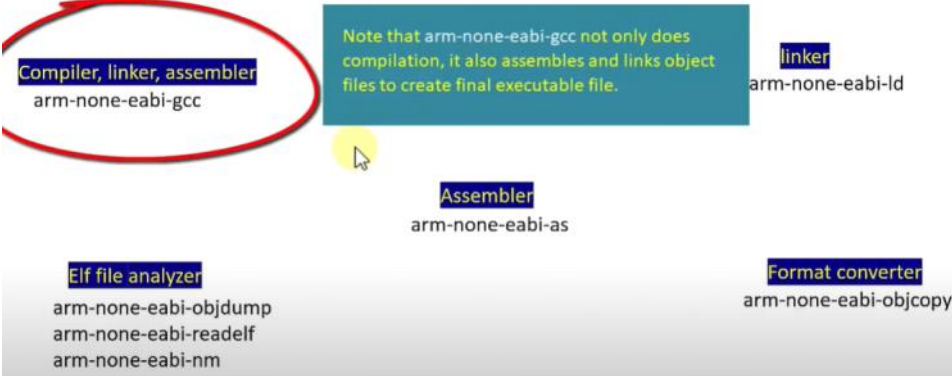 Compiler, linker, assembler
arm-none-eabi-gcc
Note that arm-none-eabi-gcc not only does
compilation, it also assembles and links object
files to create final executable file.
linker
arm-none-eabi-ld
Assembler
arm-none-eabi-as
Elf file analyzer
arm-none-eabi-objdump
arm-none-eabi-readelf
arm-none-eabi-nm
Format converter
arm-none-eabi-objcopy